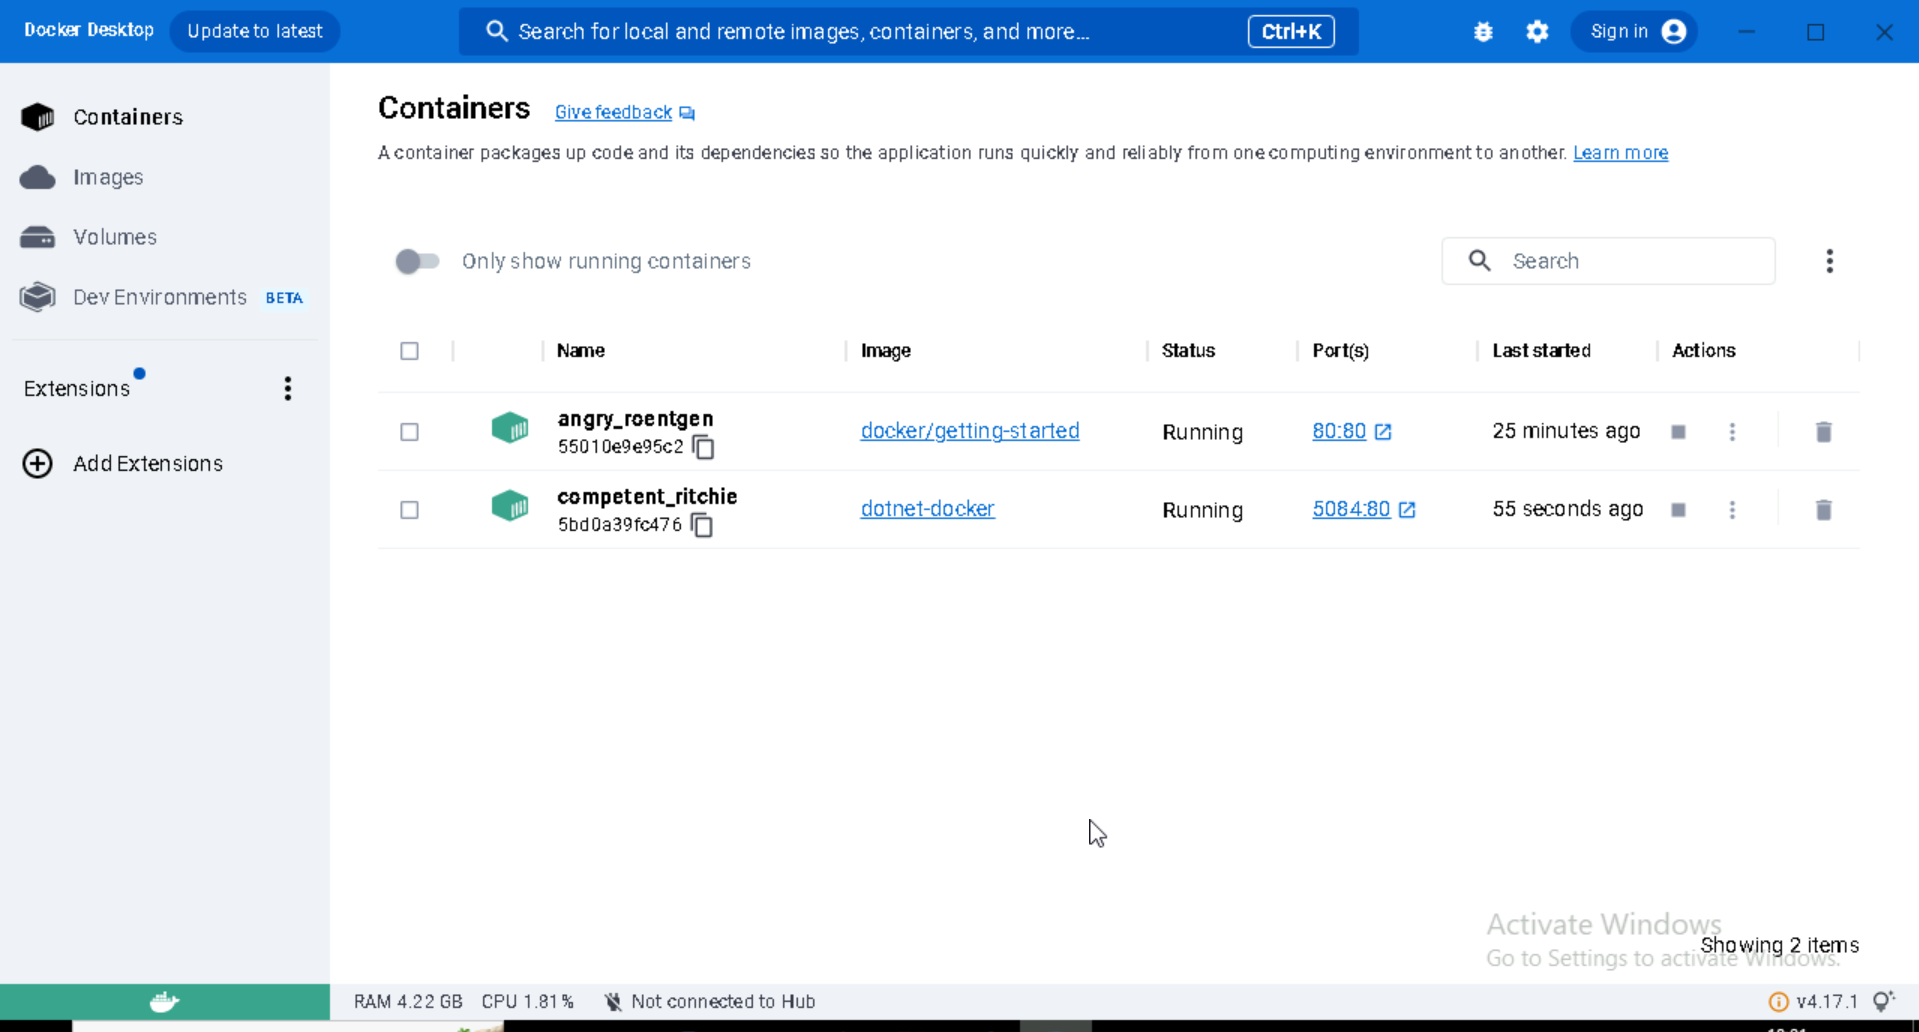 Docker Desktop
Update to latest
Search for local and remote images, containers, and more...
Ctrl+K
Sign in
Containers
Images
Volumes
Dev Environments BETA
Extensions
Add Extensions
Containers Give feedback
A container packages up code and its dependencies so the application runs quickly and reliably from one computing environment to another. Learn more
Only show running containers
Search
Name Image Status Port(s) Last started Actions
angry_roentgen
55010e9e95c2
docker/getting-started Running 80:80 25 minutes ago
competent_ritchie
5bd0a39fc476
dotnet-docker Running 5084:80 55 seconds ago
Activate Windows
Go to Settings to activate Windows.
Showing 2 items
RAM 4.22 GB CPU 1.81% Not connected to Hub
v4.17.1